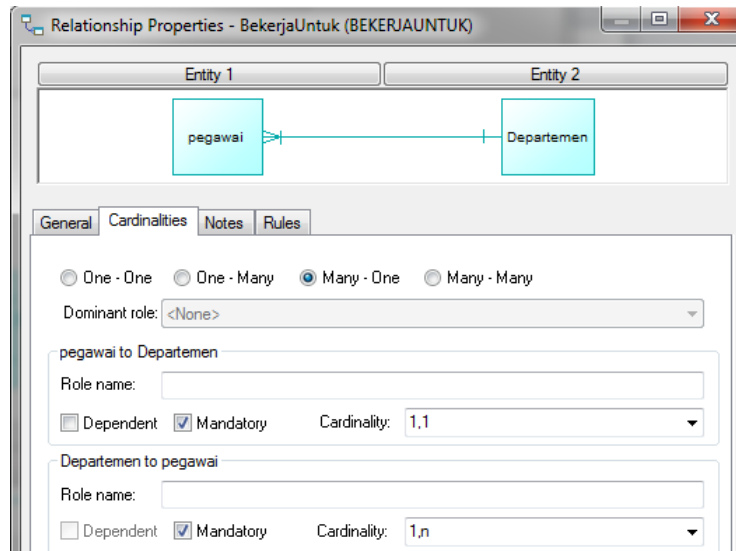 Relationship Properties - BekerjaUntuk (BEKERJAUNTUK)
Entity 1 Entity 2
pegawai Departemen
General Cardinalities Notes Rules
One - One One - Many Many - One Many - Many
Dominant role: <None>
pegawai to Departemen
Role name:
Dependent Mandatory Cardinality: 1,1
Departemen to pegawai
Role name:
Dependent Mandatory Cardinality: 1,n